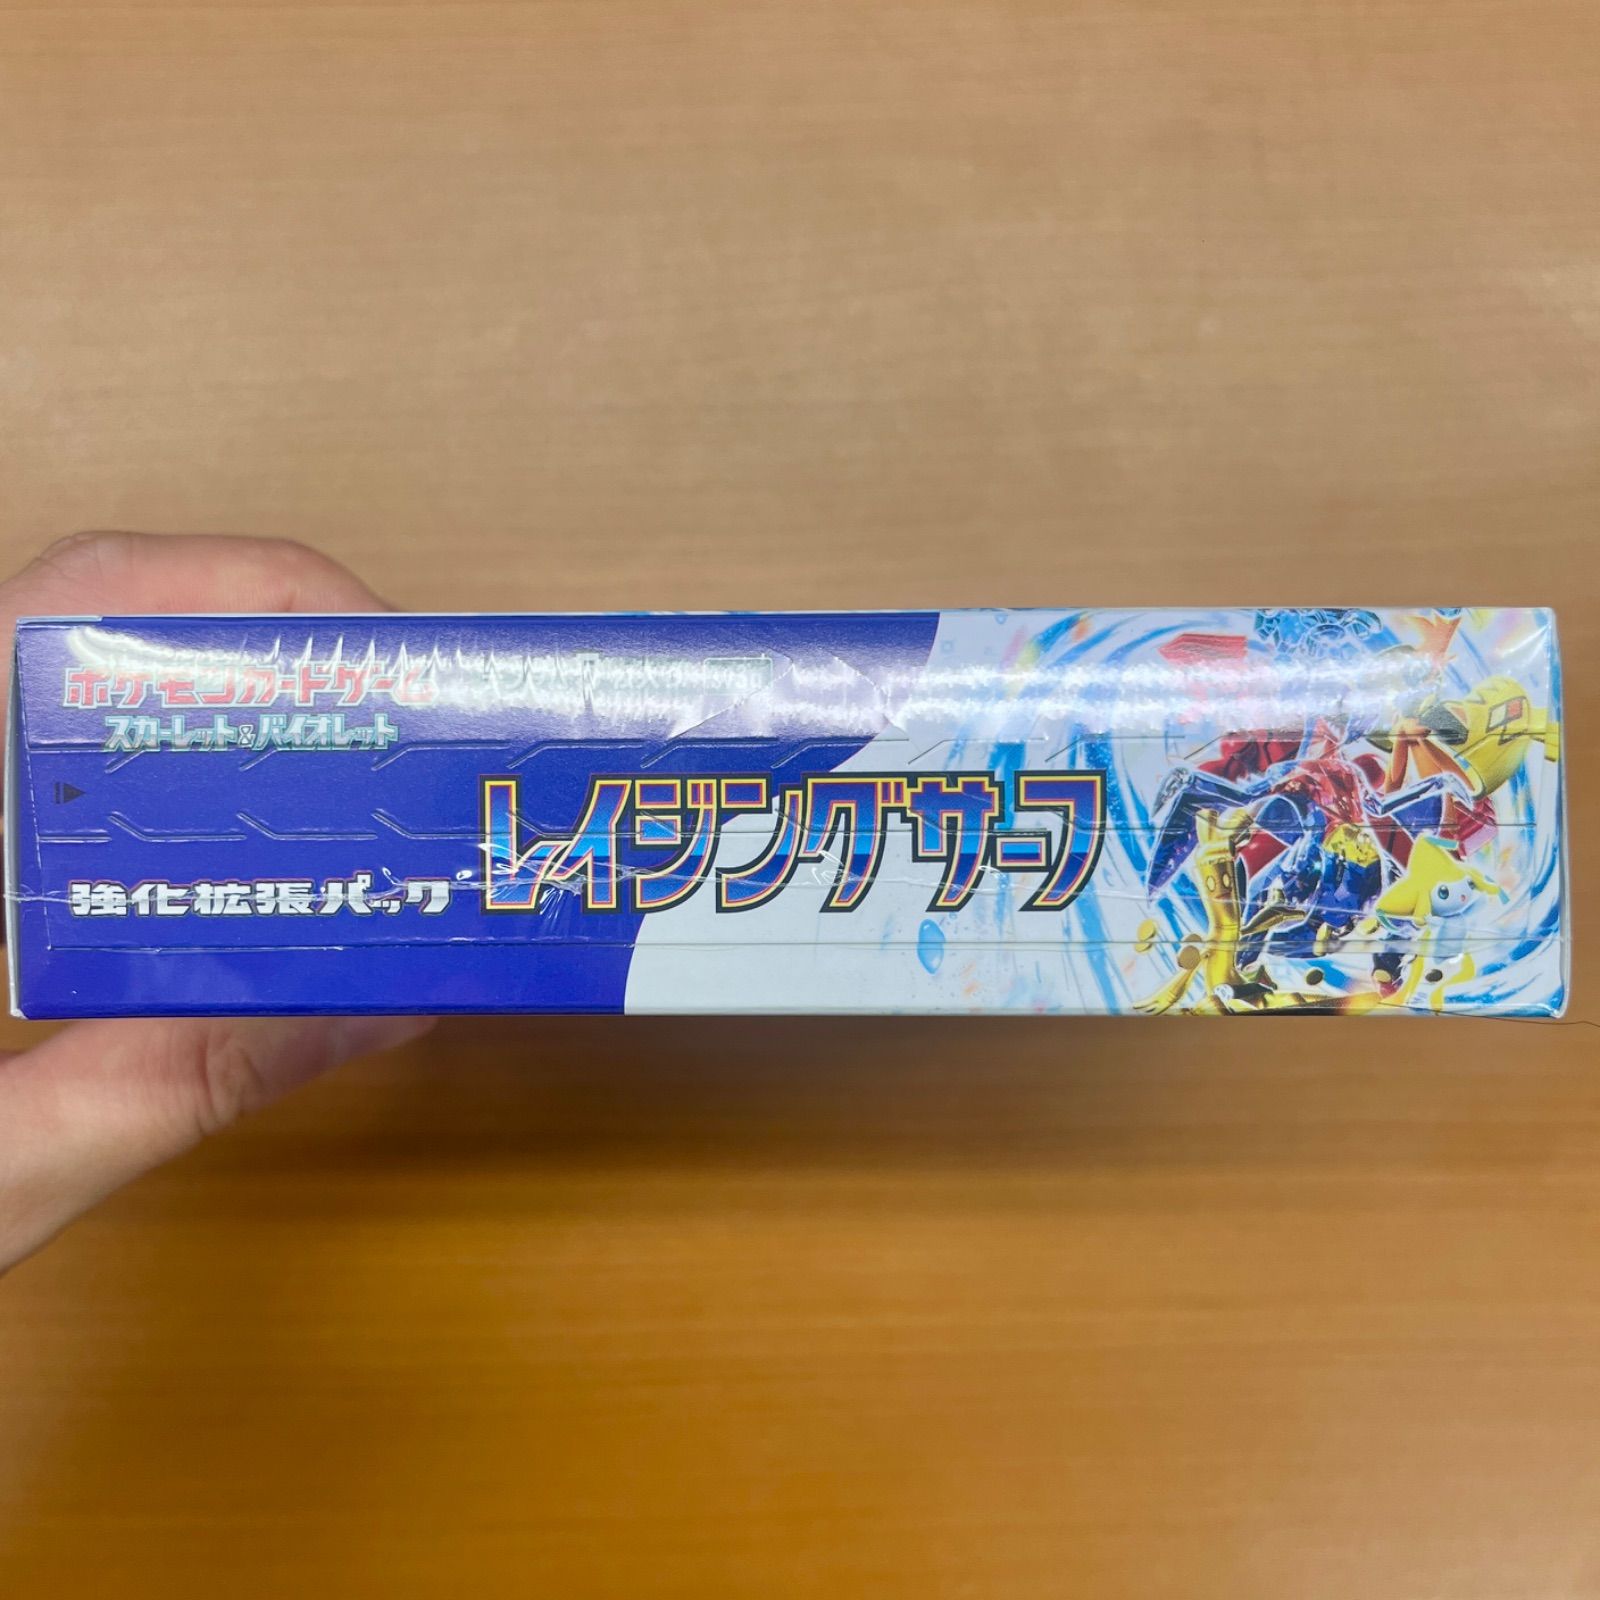 ポケモンカードゲーム
スカーレット&バイオレット
強化拡張パック
レイジングサーフ